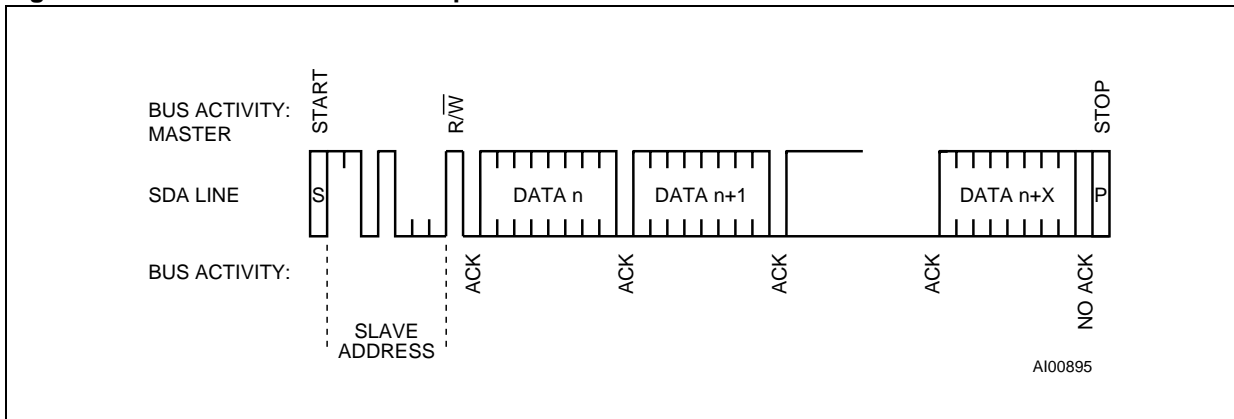 START
R/W
STOP
BUS ACTIVITY:
MASTER
SDA LINE
S
DATA n
DATA n+1
DATA n+X
P
BUS ACTIVITY:
ACK
ACK
ACK
ACK
NO ACK
SLAVE
ADDRESS
AI00895